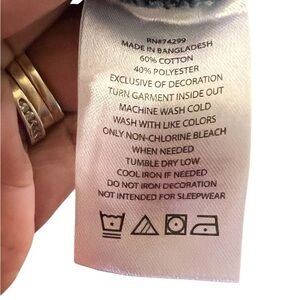 RN#74299
MADE IN BANGLADESH
60% COTTON
40% POLYESTER
EXCLUSIVE OF DECORATION
TURN GARMENT INSIDE OUT
MACHINE WASH COLD
WASH WITH LIKE COLORS
ONLY NON-CHLORINE BLEACH
WHEN NEEDED
TUMBLE DRY LOW
COOL IRON IF NEEDED
DO NOT IRON DECORATION
NOT INTENDED FOR SLEEPWEAR